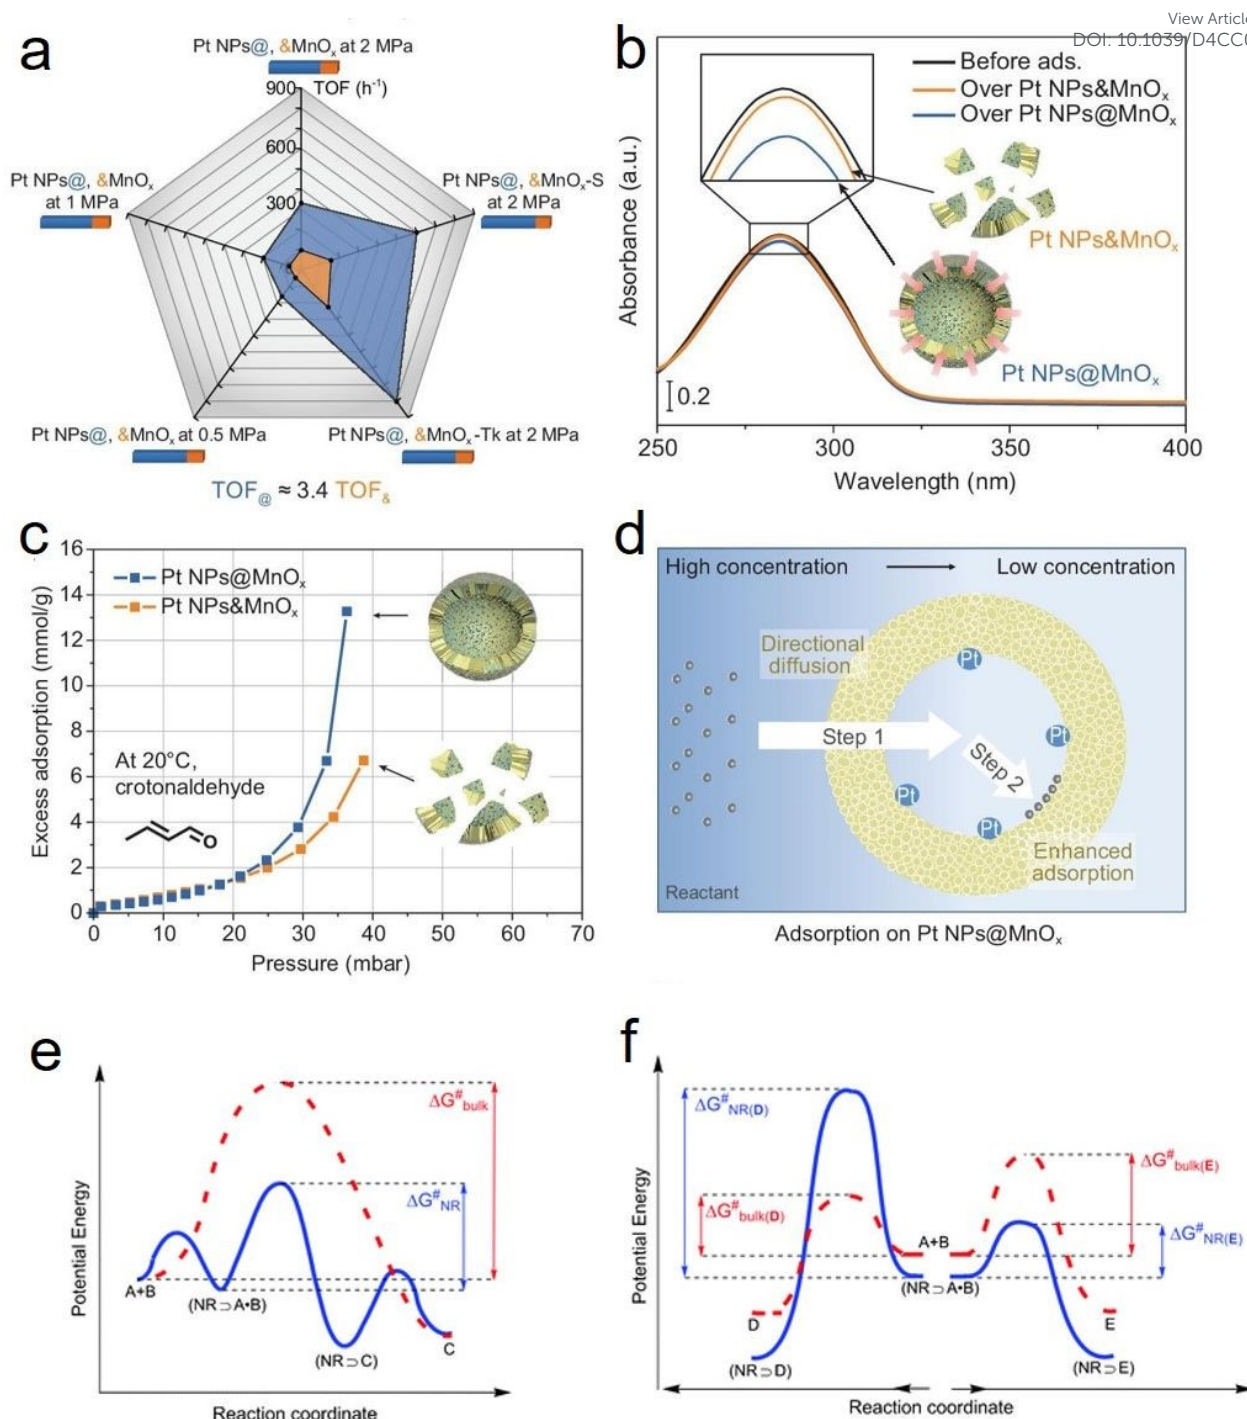 View Article
DOI: 10.1039/D4CC0
a
Pt NPs@, &MnOₓ at 2 MPa
TOF (h⁻¹)
900
600
300
Pt NPs@, &MnOₓ
at 1 MPa
Pt NPs@, &MnOₓ-S
at 2 MPa
Pt NPs@, &MnOₓ at 0.5 MPa
Pt NPs@, &MnOₓ-Tk at 2 MPa
TOF@ ≈ 3.4 TOF&
b
Before ads.
Over Pt NPs&MnOₓ
Over Pt NPs@MnOₓ
Pt NPs&MnOₓ
Pt NPs@MnOₓ
0.2
Absorbance (a.u.)
250 300 350 400
Wavelength (nm)
c
Pt NPs@MnOₓ
Pt NPs&MnOₓ
At 20°C,
crotonaldehyde
O
Excess adsorption (mmol/g)
16
14
12
10
8
6
4
2
0
0 10 20 30 40 50 60 70
Pressure (mbar)
d
High concentration
Low concentration
Directional
diffusion
Step 1
Step 2
Pt
Pt
Pt
Pt
Enhanced
adsorption
Reactant
Adsorption on Pt NPs@MnOₓ
e
Potential Energy
ΔG#bulk
ΔG#NR
A+B
(NR⊃A•B)
(NR⊃C)
C
Reaction coordinate
f
Potential Energy
ΔG#NR(D)
ΔG#bulk(D)
ΔG#bulk(E)
ΔG#NR(E)
A+B
(NR⊃A•B)
D
(NR⊃D)
E
(NR⊃E)
Reaction coordinate